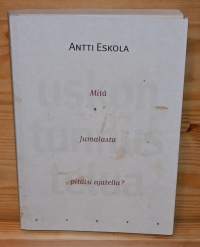 ANTTI ESKOLA
Mitä
Jumalasta
pitäisi ajatella?